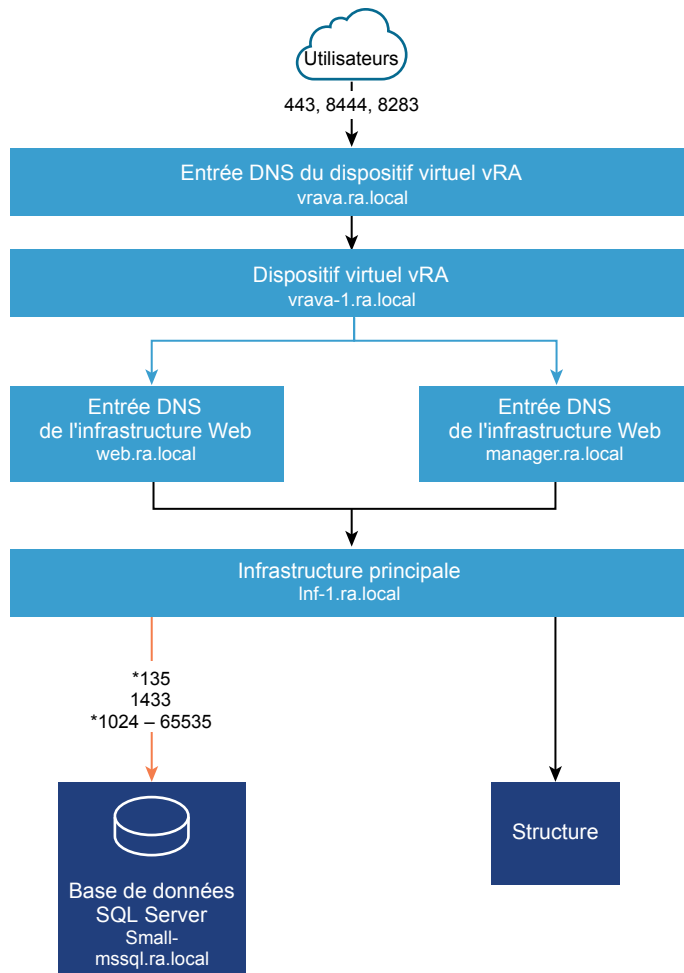 Utilisateurs
443, 8444, 8283
Entrée DNS du dispositif virtuel vRA
vrava.ra.local
Dispositif virtuel vRA
vrava-1.ra.local
Entrée DNS
de l'infrastructure Web
web.ra.local
Entrée DNS
de l'infrastructure Web
manager.ra.local
Infrastructure principale
Inf-1.ra.local
*135
1433
*1024 – 65535
Base de données
SQL Server
Small-
mssql.ra.local
Structure